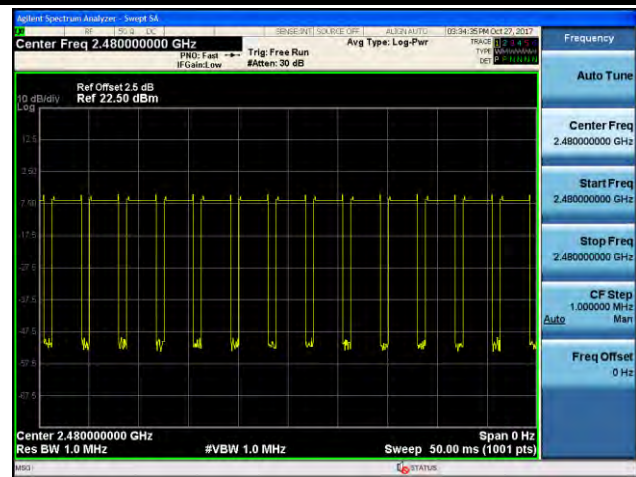 Agilent Spectrum Analyzer - Swept SA
RF 50 Ω DC SENSE:INT SOURCE OFF ALIGN AUTO 03:34:35 PM Oct 27, 2017
Center Freq 2.480000000 GHz
PNO: Fast
IFGain:Low
Trig: Free Run
#Atten: 30 dB
Avg Type: Log-Pwr
TRACE 1 2 3 4 5
TYPE
DET P P N N N N
Ref Offset 2.5 dB
10 dB/div Ref 22.50 dBm
Log
12.5
2.50
-7.50
-17.5
-27.5
-37.5
-47.5
-57.5
-67.5
Center 2.480000000 GHz Span 0 Hz
Res BW 1.0 MHz #VBW 1.0 MHz Sweep 50.00 ms (1001 pts)
MSG STATUS
Frequency
Auto Tune
Center Freq
2.480000000 GHz
Start Freq
2.480000000 GHz
Stop Freq
2.480000000 GHz
CF Step
1.000000 MHz
Auto Man
Freq Offset
0 Hz